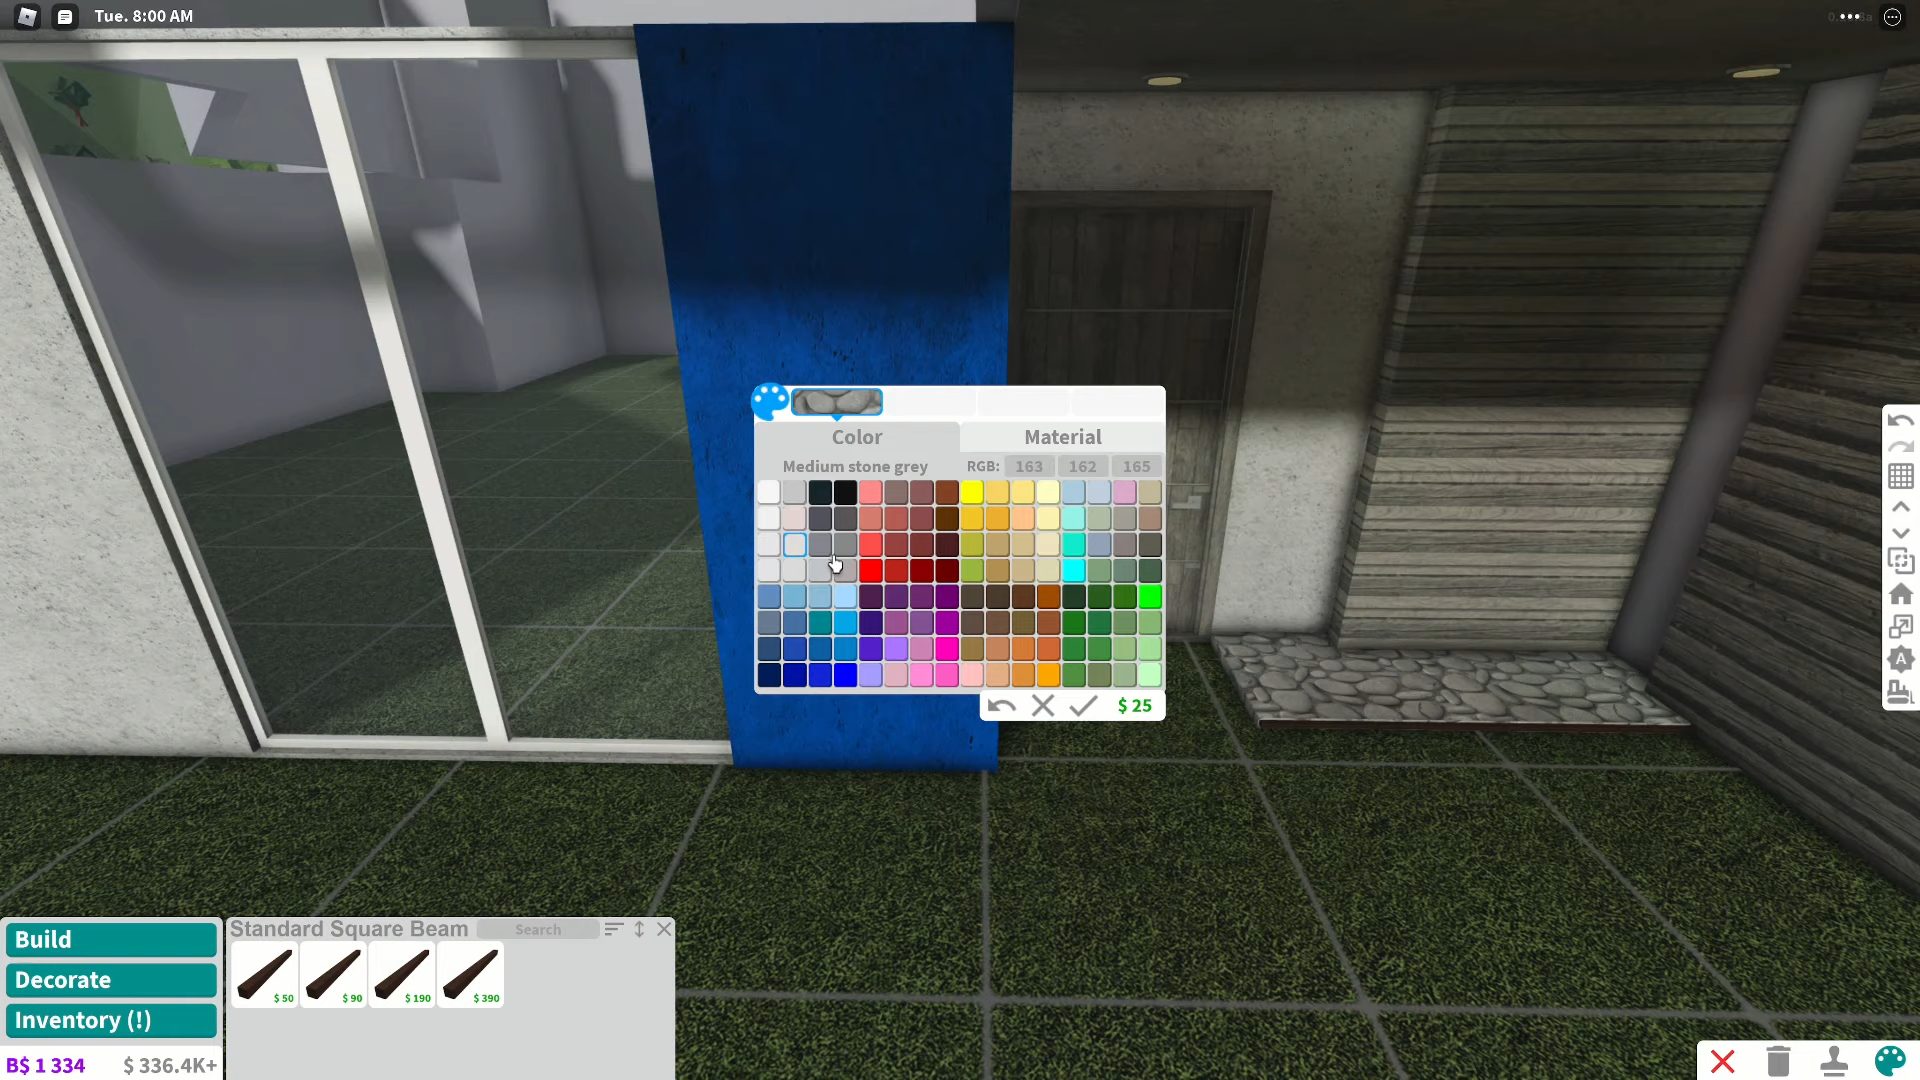 Tue. 8:00 AM
Color
Material
Medium stone grey
RGB: 163 162 165
$ 25
Build
Decorate
Inventory (!)
B$ 1 334
$ 336.4K+
Standard Square Beam
Search
$ 50
$ 90
$ 190
$ 390
A